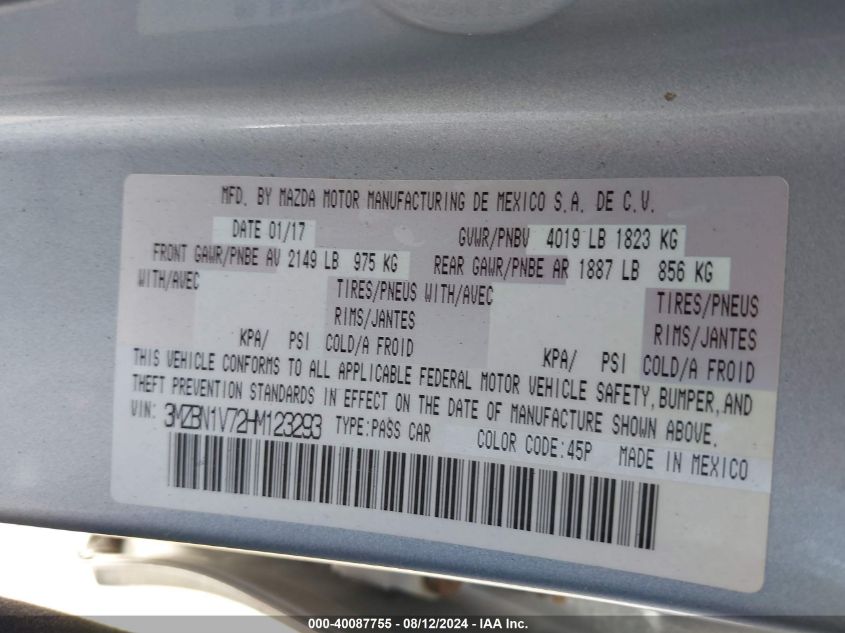 MFD. BY MAZDA MOTOR MANUFACTURING DE MEXICO S.A. DE C.V.
DATE 01/17 GVWR/PNBV 4019 LB 1823 KG
FRONT GAWR/PNBE AV 2149 LB 975 KG REAR GAWR/PNBE AR 1887 LB 856 KG
WITH/AVEC TIRES/PNEUS WITH/AVEC TIRES/PNEUS
RIMS/JANTES RIMS/JANTES
KPA/ PSI COLD/A FROID KPA/ PSI COLD/A FROID
THIS VEHICLE CONFORMS TO ALL APPLICABLE FEDERAL MOTOR VEHICLE SAFETY, BUMPER, AND
THEFT PREVENTION STANDARDS IN EFFECT ON THE DATE OF MANUFACTURE SHOWN ABOVE.
VIN: 3MZBN1V72HM123293 TYPE:PASS CAR COLOR CODE:45P MADE IN MEXICO
000-40087755 - 08/12/2024 - IAA Inc.